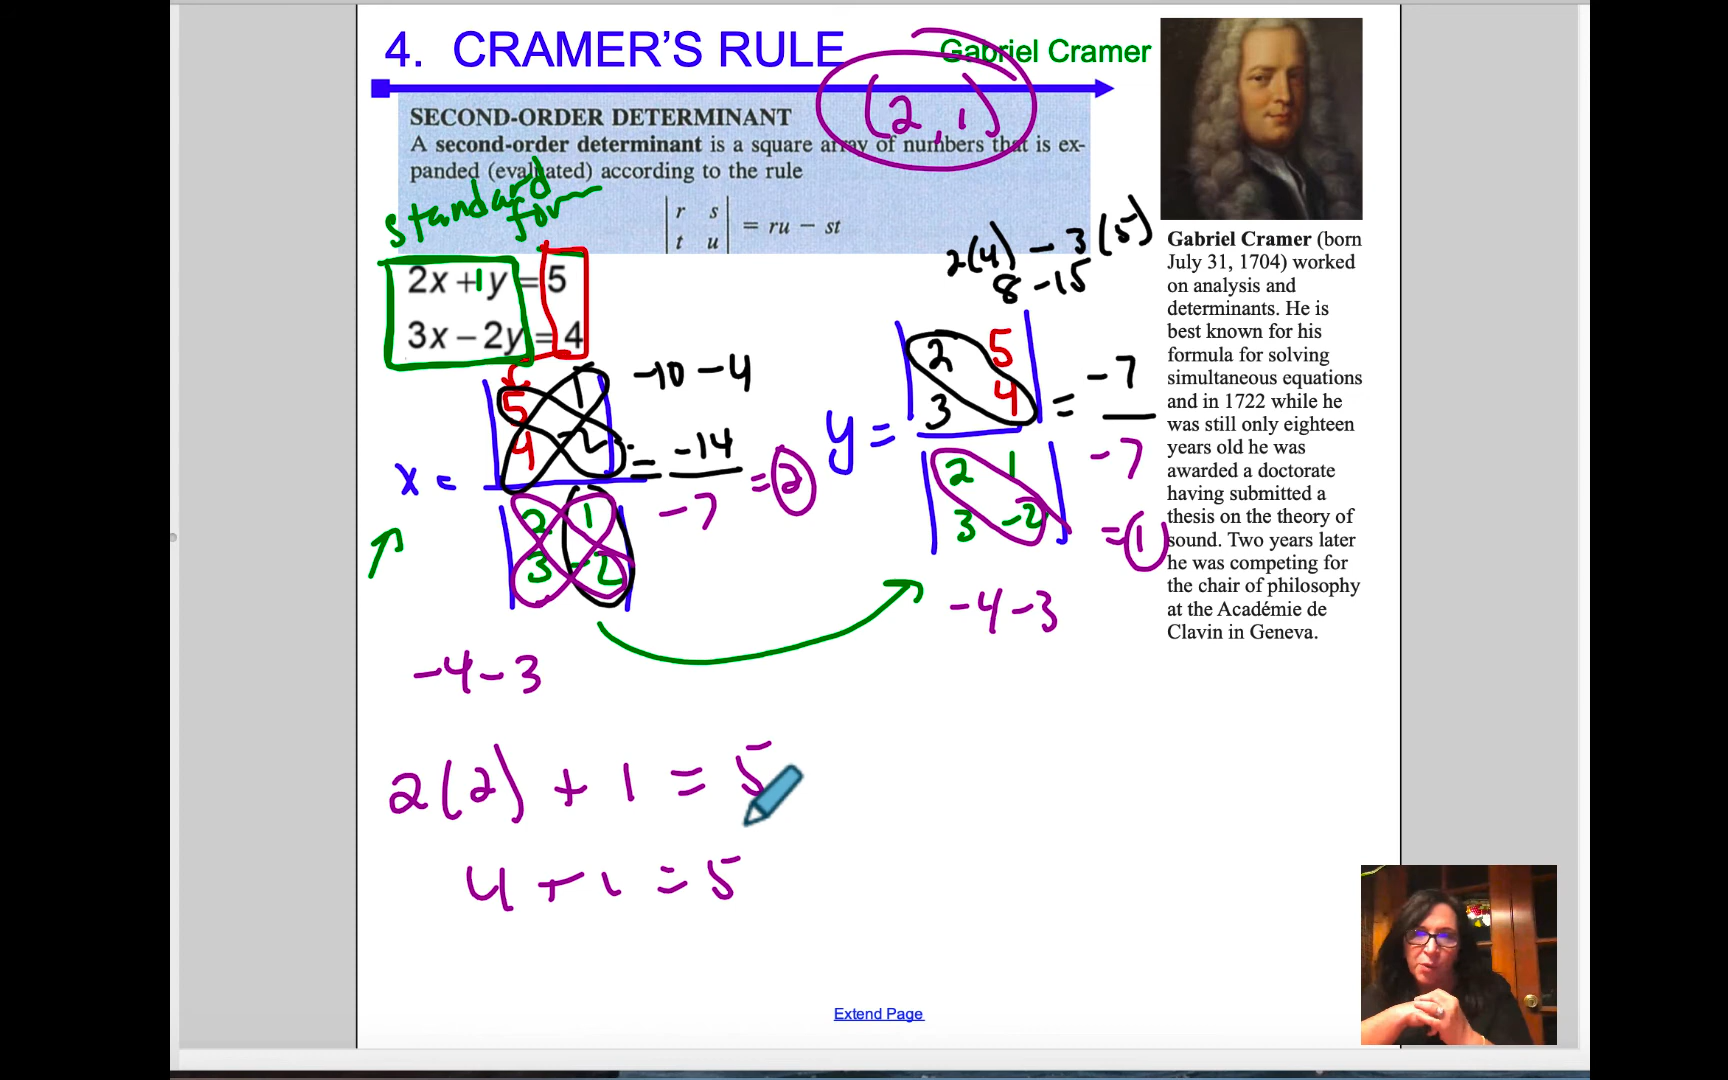 4. CRAMER'S RULE
Gabriel Cramer
(2, 1)
SECOND-ORDER DETERMINANT
A second-order determinant is a square array of numbers that is ex-
panded (evaluated) according to the rule
| r s | = ru − st
| t u |
standard
for
2x + 1y = 5
3x − 2y = 4
x =
5 1
4 -2
-10 - 4
= -14
-7
= 2
2 1
3 -2
-4 - 3
2(4) - 3(5)
8 - 15
y =
2 5
3 4
= -7
-7
= 1
2 1
3 -2
-4 - 3
2(2) + 1 = 5
4 + 1 = 5
Gabriel Cramer (born
July 31, 1704) worked
on analysis and
determinants. He is
best known for his
formula for solving
simultaneous equations
and in 1722 while he
was still only eighteen
years old he was
awarded a doctorate
having submitted a
thesis on the theory of
sound. Two years later
he was competing for
the chair of philosophy
at the Académie de
Clavin in Geneva.
Extend Page